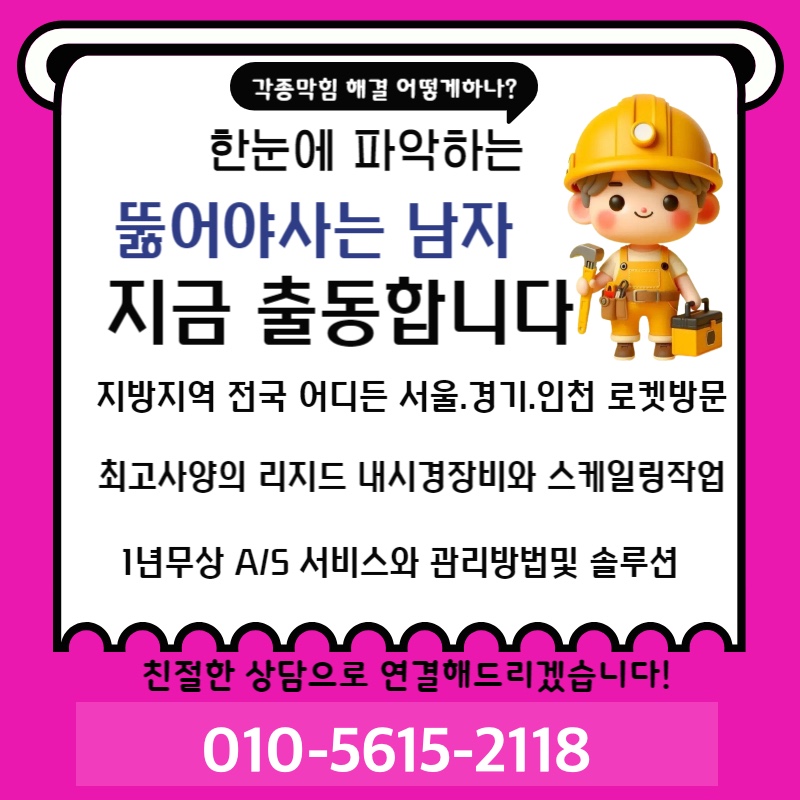 각종막힘 해결 어떻게하나?
한눈에 파악하는
뚫어야사는 남자
지금 출동합니다
지방지역 전국 어디든 서울.경기.인천 로켓방문
최고사양의 리지드 내시경장비와 스케일링작업
1년무상 A/S 서비스와 관리방법및 솔루션
친절한 상담으로 연결해드리겠습니다!
010-5615-2118